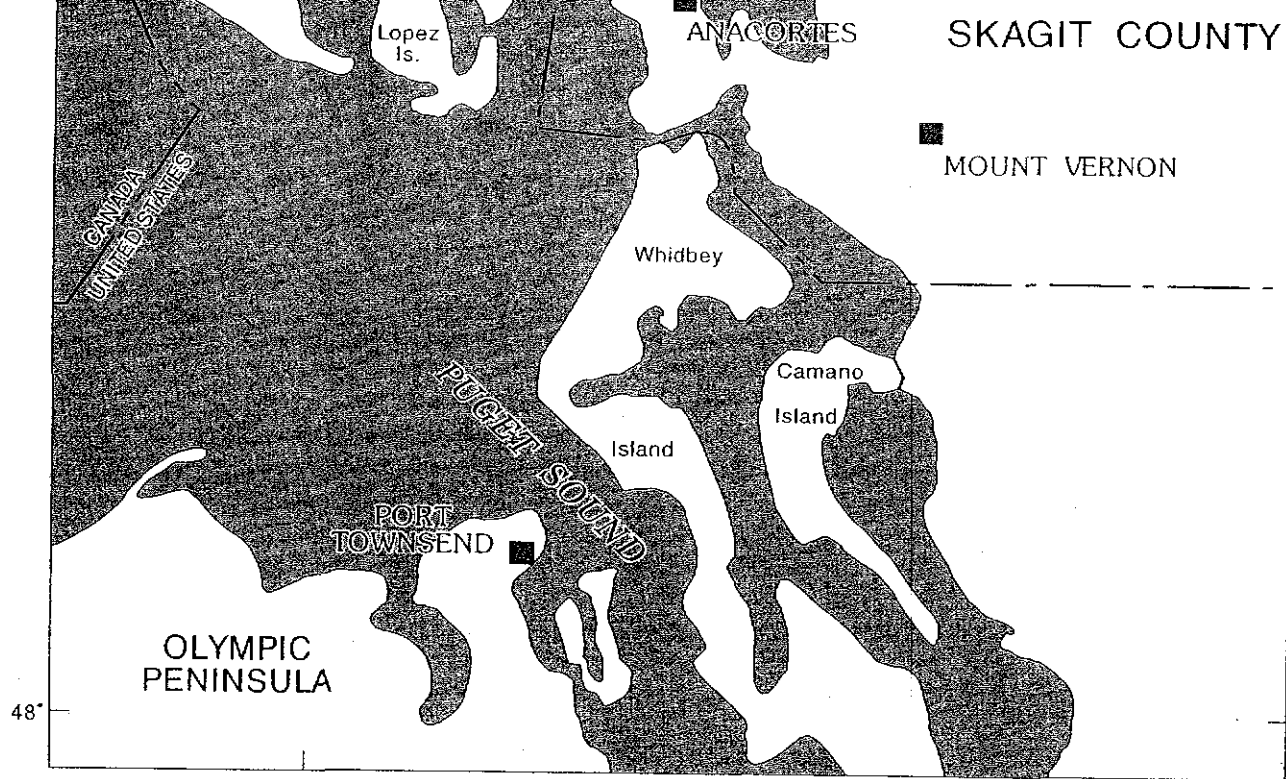 Lopez
Is.
ANACORTES
SKAGIT COUNTY
MOUNT VERNON
CANADA
UNITED STATES
Whidbey
Camano
Island
PUGET SOUND
Island
PORT
TOWNSEND
OLYMPIC
PENINSULA
48°